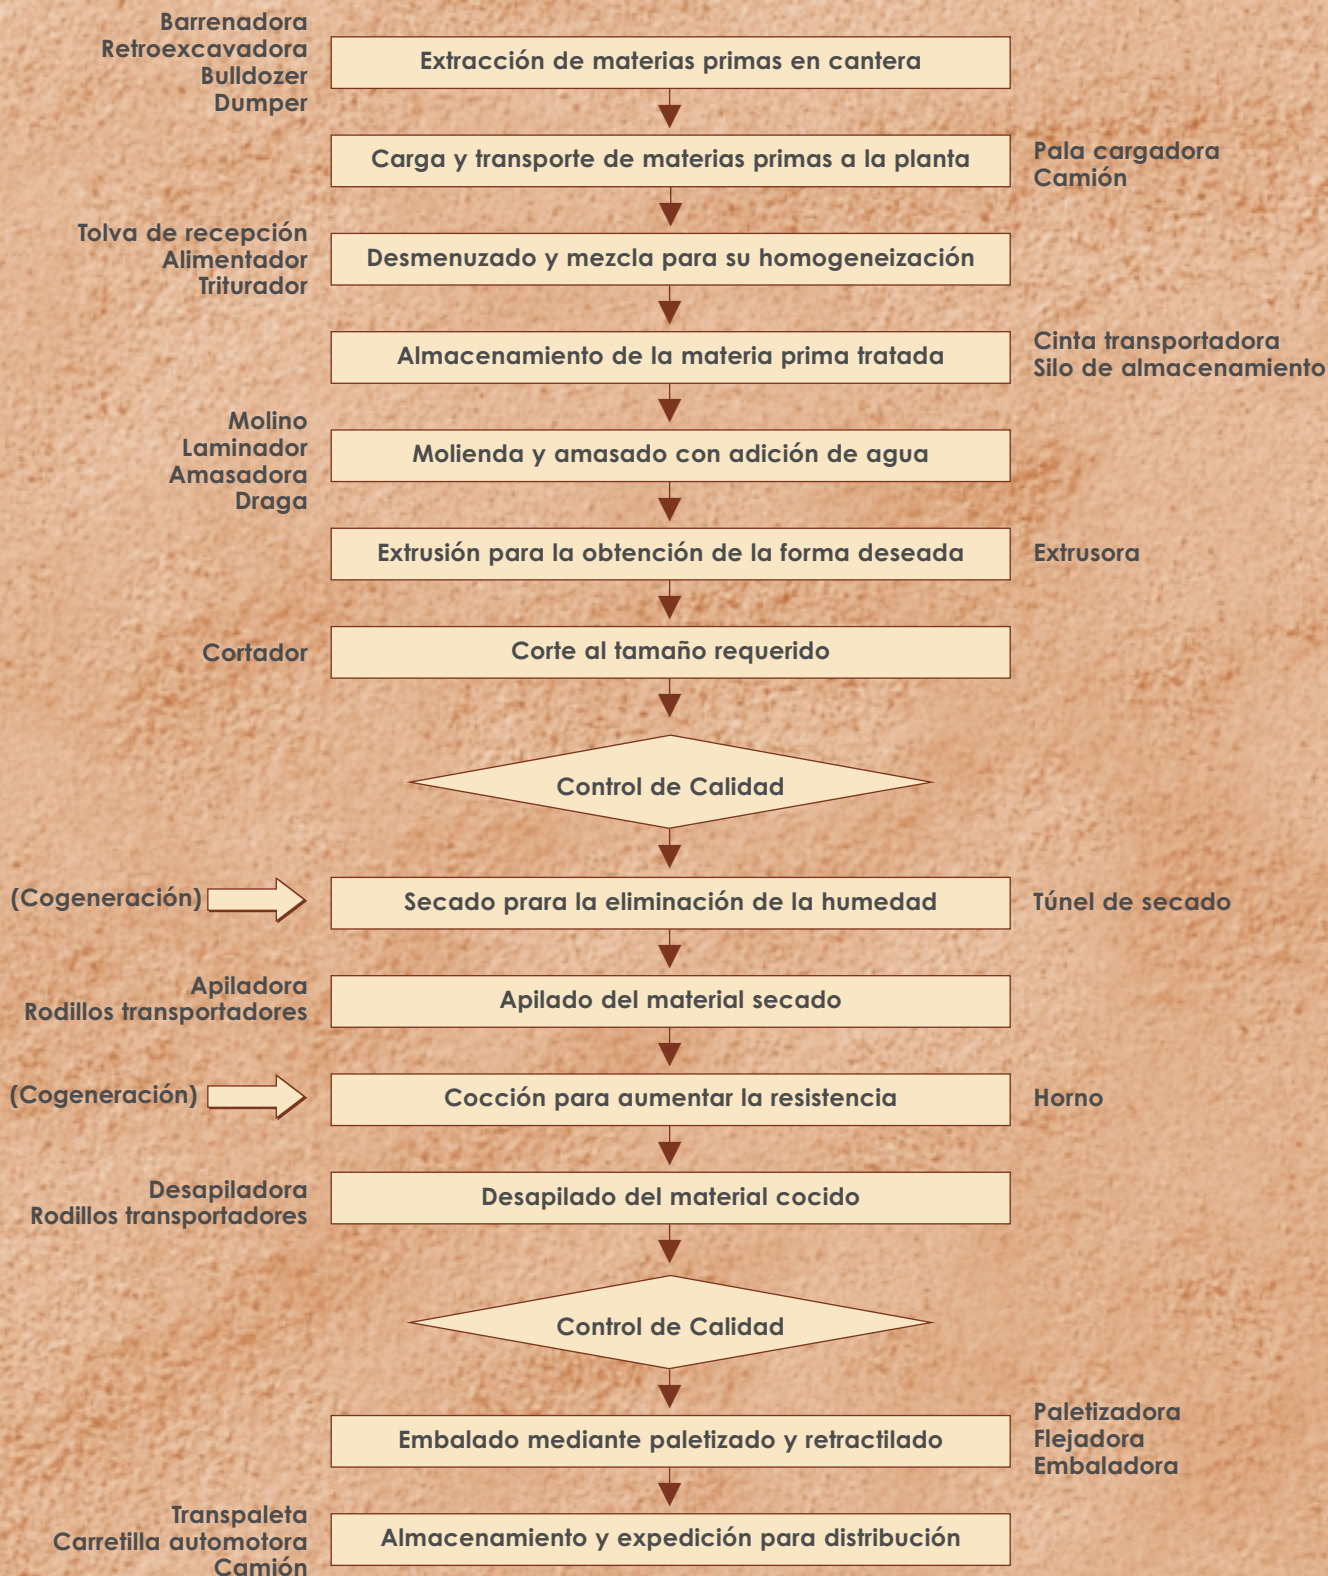 Barrenadora
Retroexcavadora
Bulldozer
Dumper
Extracción de materias primas en cantera
Carga y transporte de materias primas a la planta
Pala cargadora
Camión
Tolva de recepción
Alimentador
Triturador
Desmenuzado y mezcla para su homogeneización
Almacenamiento de la materia prima tratada
Cinta transportadora
Silo de almacenamiento
Molino
Laminador
Amasadora
Draga
Molienda y amasado con adición de agua
Extrusión para la obtención de la forma deseada
Extrusora
Cortador
Corte al tamaño requerido
Control de Calidad
(Cogeneración)
Secado prara la eliminación de la humedad
Túnel de secado
Apiladora
Rodillos transportadores
Apilado del material secado
(Cogeneración)
Cocción para aumentar la resistencia
Horno
Desapiladora
Rodillos transportadores
Desapilado del material cocido
Control de Calidad
Embalado mediante paletizado y retractilado
Paletizadora
Flejadora
Embaladora
Transpaleta
Carretilla automotora
Camión
Almacenamiento y expedición para distribución